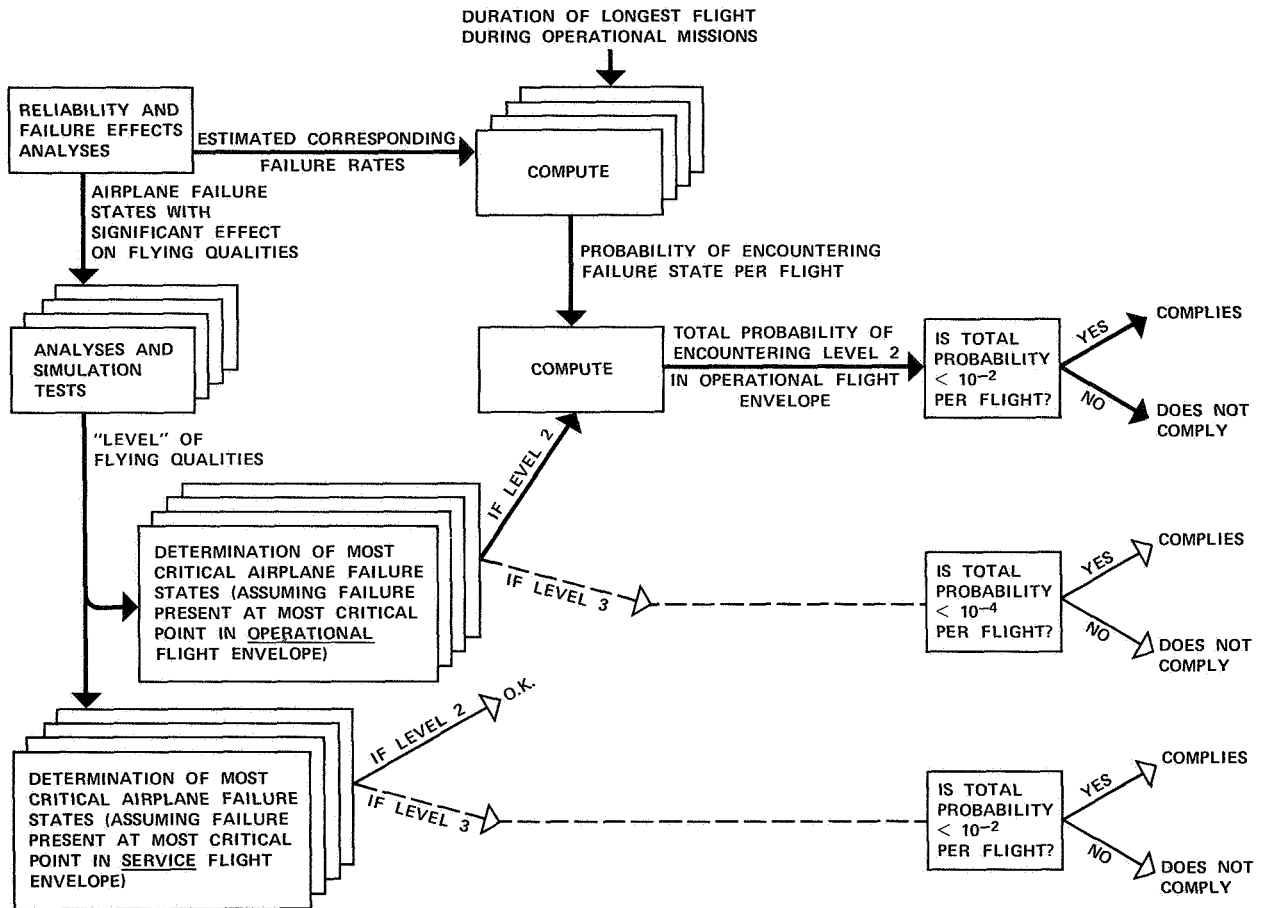 DURATION OF LONGEST FLIGHT
DURING OPERATIONAL MISSIONS
RELIABILITY AND
FAILURE EFFECTS
ANALYSES
ESTIMATED CORRESPONDING
FAILURE RATES
COMPUTE
AIRPLANE FAILURE
STATES WITH
SIGNIFICANT EFFECT
ON FLYING QUALITIES
PROBABILITY OF ENCOUNTERING
FAILURE STATE PER FLIGHT
ANALYSES AND
SIMULATION
TESTS
COMPUTE
TOTAL PROBABILITY OF
ENCOUNTERING LEVEL 2
IN OPERATIONAL FLIGHT
ENVELOPE
IS TOTAL
PROBABILITY
< 10⁻²
PER FLIGHT?
YES
COMPLIES
NO
DOES NOT
COMPLY
"LEVEL" OF
FLYING QUALITIES
IF LEVEL 2
DETERMINATION OF MOST
CRITICAL AIRPLANE FAILURE
STATES (ASSUMING FAILURE
PRESENT AT MOST CRITICAL
POINT IN OPERATIONAL
FLIGHT ENVELOPE)
IF LEVEL 3
IS TOTAL
PROBABILITY
< 10⁻⁴
PER FLIGHT?
YES
COMPLIES
NO
DOES NOT
COMPLY
IF LEVEL 2
O.K.
DETERMINATION OF MOST
CRITICAL AIRPLANE FAILURE
STATES (ASSUMING FAILURE
PRESENT AT MOST CRITICAL
POINT IN SERVICE FLIGHT
ENVELOPE)
IF LEVEL 3
IS TOTAL
PROBABILITY
< 10⁻²
PER FLIGHT?
YES
COMPLIES
NO
DOES NOT
COMPLY